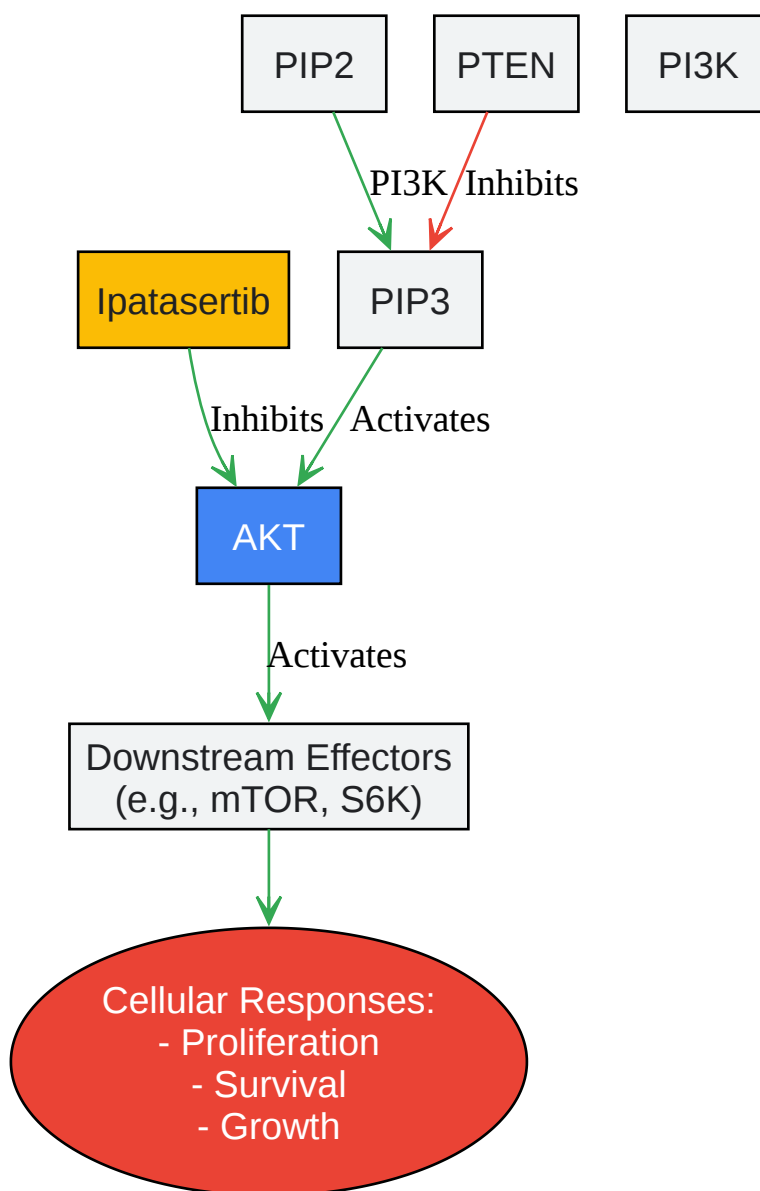 PIP2
PTEN
PI3K
PI3K
Inhibits
Ipatasertib
PIP3
Inhibits
Activates
AKT
Activates
Downstream Effectors
(e.g., mTOR, S6K)
Cellular Responses:
- Proliferation
- Survival
- Growth